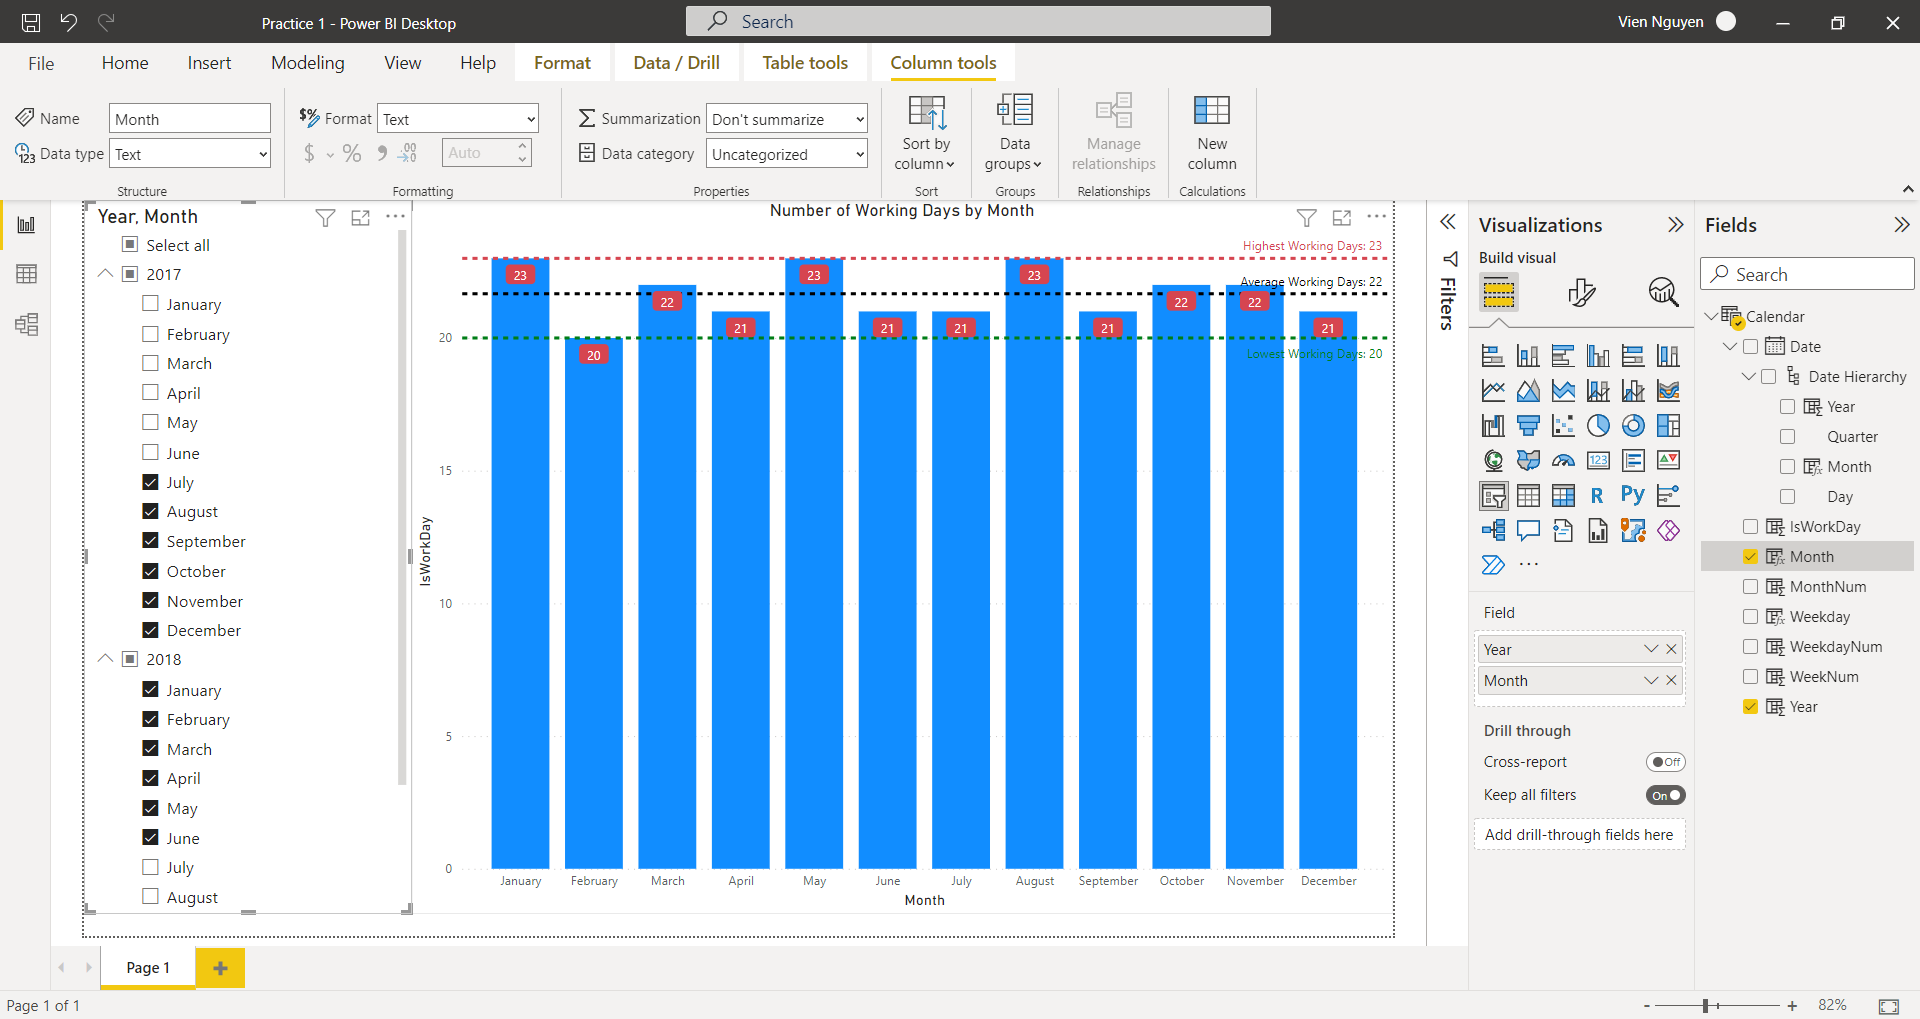 Practice 1 - Power BI Desktop
Search
Vien Nguyen
File Home Insert Modeling View Help Format Data / Drill Table tools Column tools
Name Month
Data type Text
Structure
Format Text
$ % Auto
Formatting
Summarization Don't summarize
Data category Uncategorized
Properties
Sort by column
Sort
Data groups
Groups
Manage relationships
Relationships
New column
Calculations
Year, Month
Select all
2017
January
February
March
April
May
June
July
August
September
October
November
December
2018
January
February
March
April
May
June
July
August
Number of Working Days by Month
Highest Working Days: 23
Average Working Days: 22
Lowest Working Days: 20
23 20 22 21 23 21 21 23 21 22 22 21
20
15
10
5
0
IsWorkDay
January February March April May June July August September October November December
Month
Filters
Visualizations
Build visual
123
R Py
Field
Year
Month
Drill through
Cross-report Off
Keep all filters On
Add drill-through fields here
Fields
Search
Calendar
Date
Date Hierarchy
Year
Quarter
Month
Day
IsWorkDay
Month
MonthNum
Weekday
WeekdayNum
WeekNum
Year
Page 1
Page 1 of 1
- + 82%